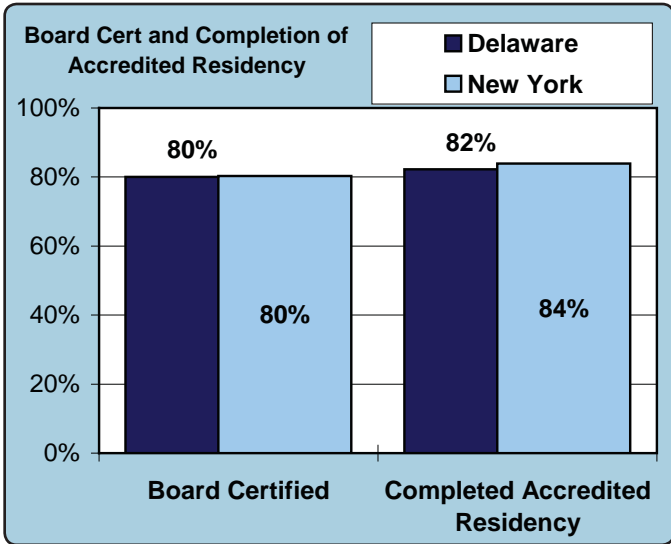 Board Cert and Completion of
Accredited Residency
Delaware
New York
100%
80%
60%
40%
20%
0%
80%
80%
82%
84%
Board Certified
Completed Accredited
Residency